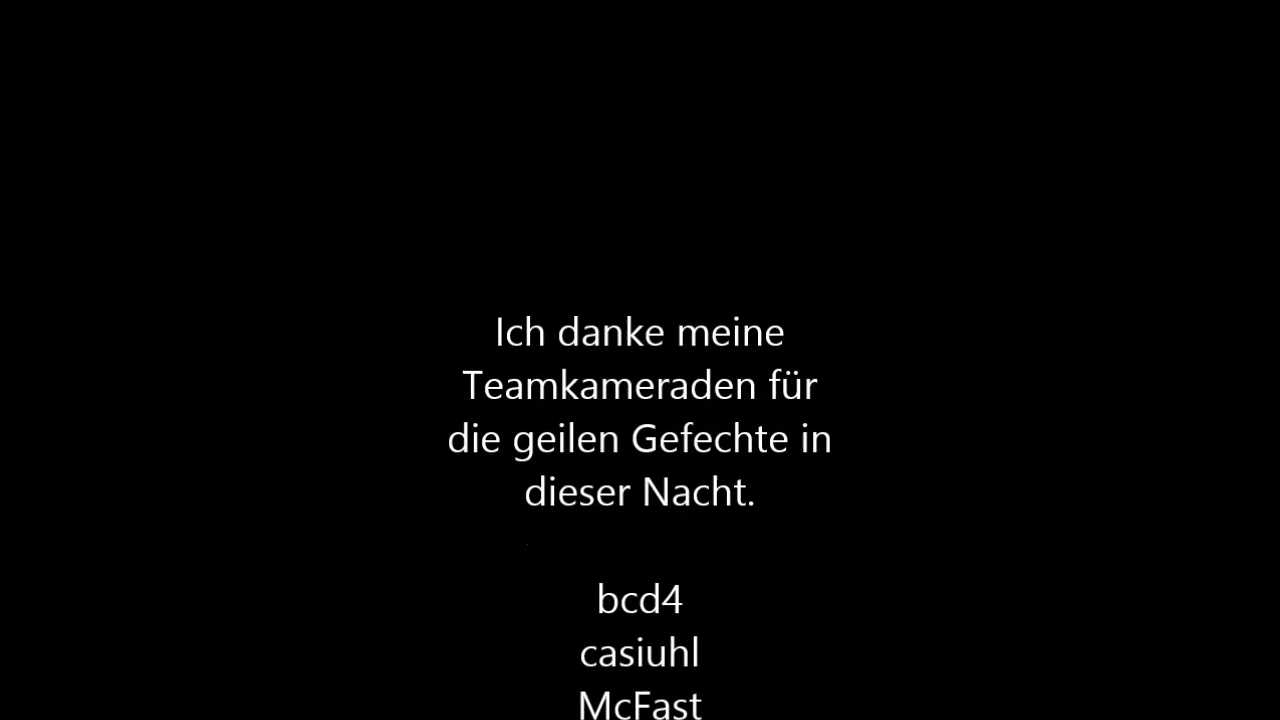 Ich danke meine
Teamkameraden für
die geilen Gefechte in
dieser Nacht.
bcd4
casiuhl
McFast